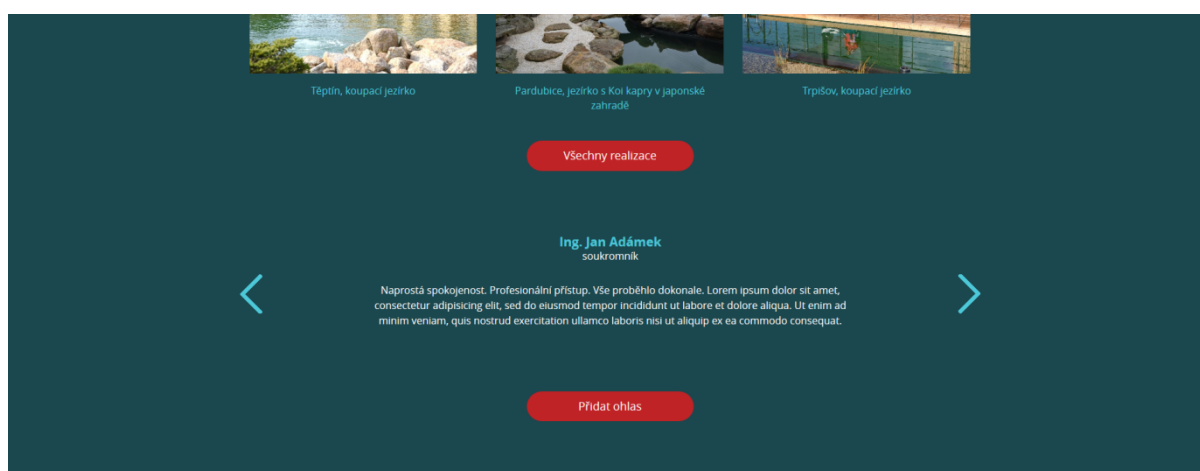 Těptín, koupací jezírko
Pardubice, jezírko s Koi kapry v japonské
zahradě
Trpišov, koupací jezírko
Všechny realizace
Ing. Jan Adámek
soukromník
Naprostá spokojenost. Profesionální přístup. Vše proběhlo dokonale. Lorem ipsum dolor sit amet,
consectetur adipisicing elit, sed do eiusmod tempor incididunt ut labore et dolore aliqua. Ut enim ad
minim veniam, quis nostrud exercitation ullamco laboris nisi ut aliquip ex ea commodo consequat.
Přidat ohlas